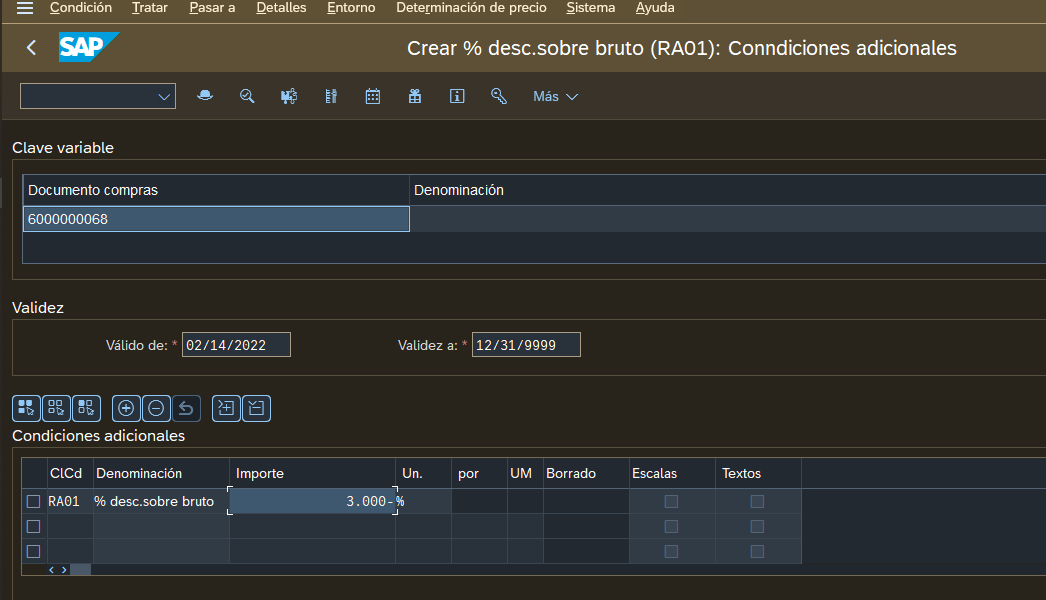 Condición Tratar Pasar a Detalles Entorno Determinación de precio Sistema Ayuda
SAP Crear % desc.sobre bruto (RA01): Conndiciones adicionales
Más
Clave variable
Documento compras Denominación
6000000068
Validez
Válido de: * 02/14/2022 Validez a: * 12/31/9999
Condiciones adicionales
ClCd Denominación Importe Un. por UM Borrado Escalas Textos
RA01 % desc.sobre bruto 3.000-%